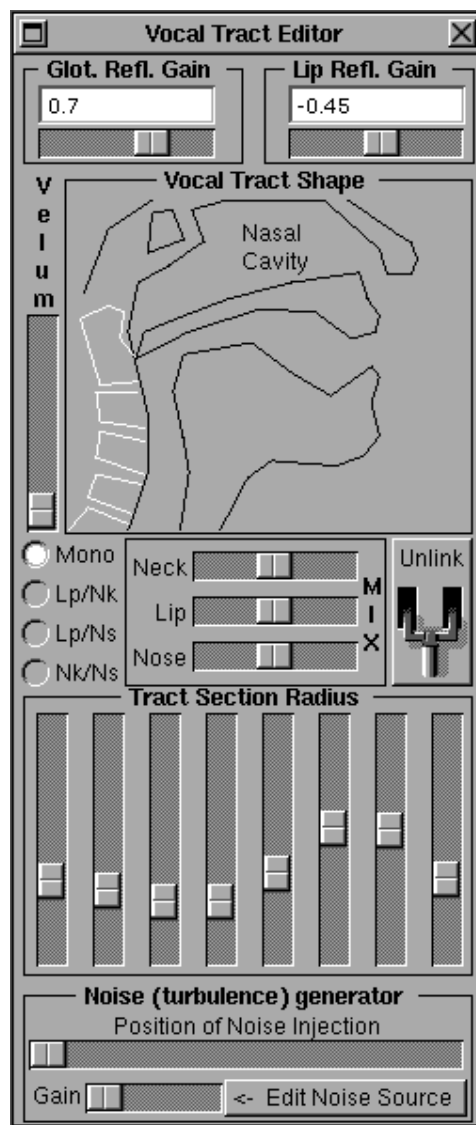 Vocal Tract Editor
Glot. Refl. Gain
Lip Refl. Gain
0.7
-0.45
Velum
Vocal Tract Shape
Nasal
Cavity
Mono
Lp/Nk
Lp/Ns
Nk/Ns
Neck
Lip
Nose
MIX
Unlink
Tract Section Radius
Noise (turbulence) generator
Position of Noise Injection
Gain
<- Edit Noise Source